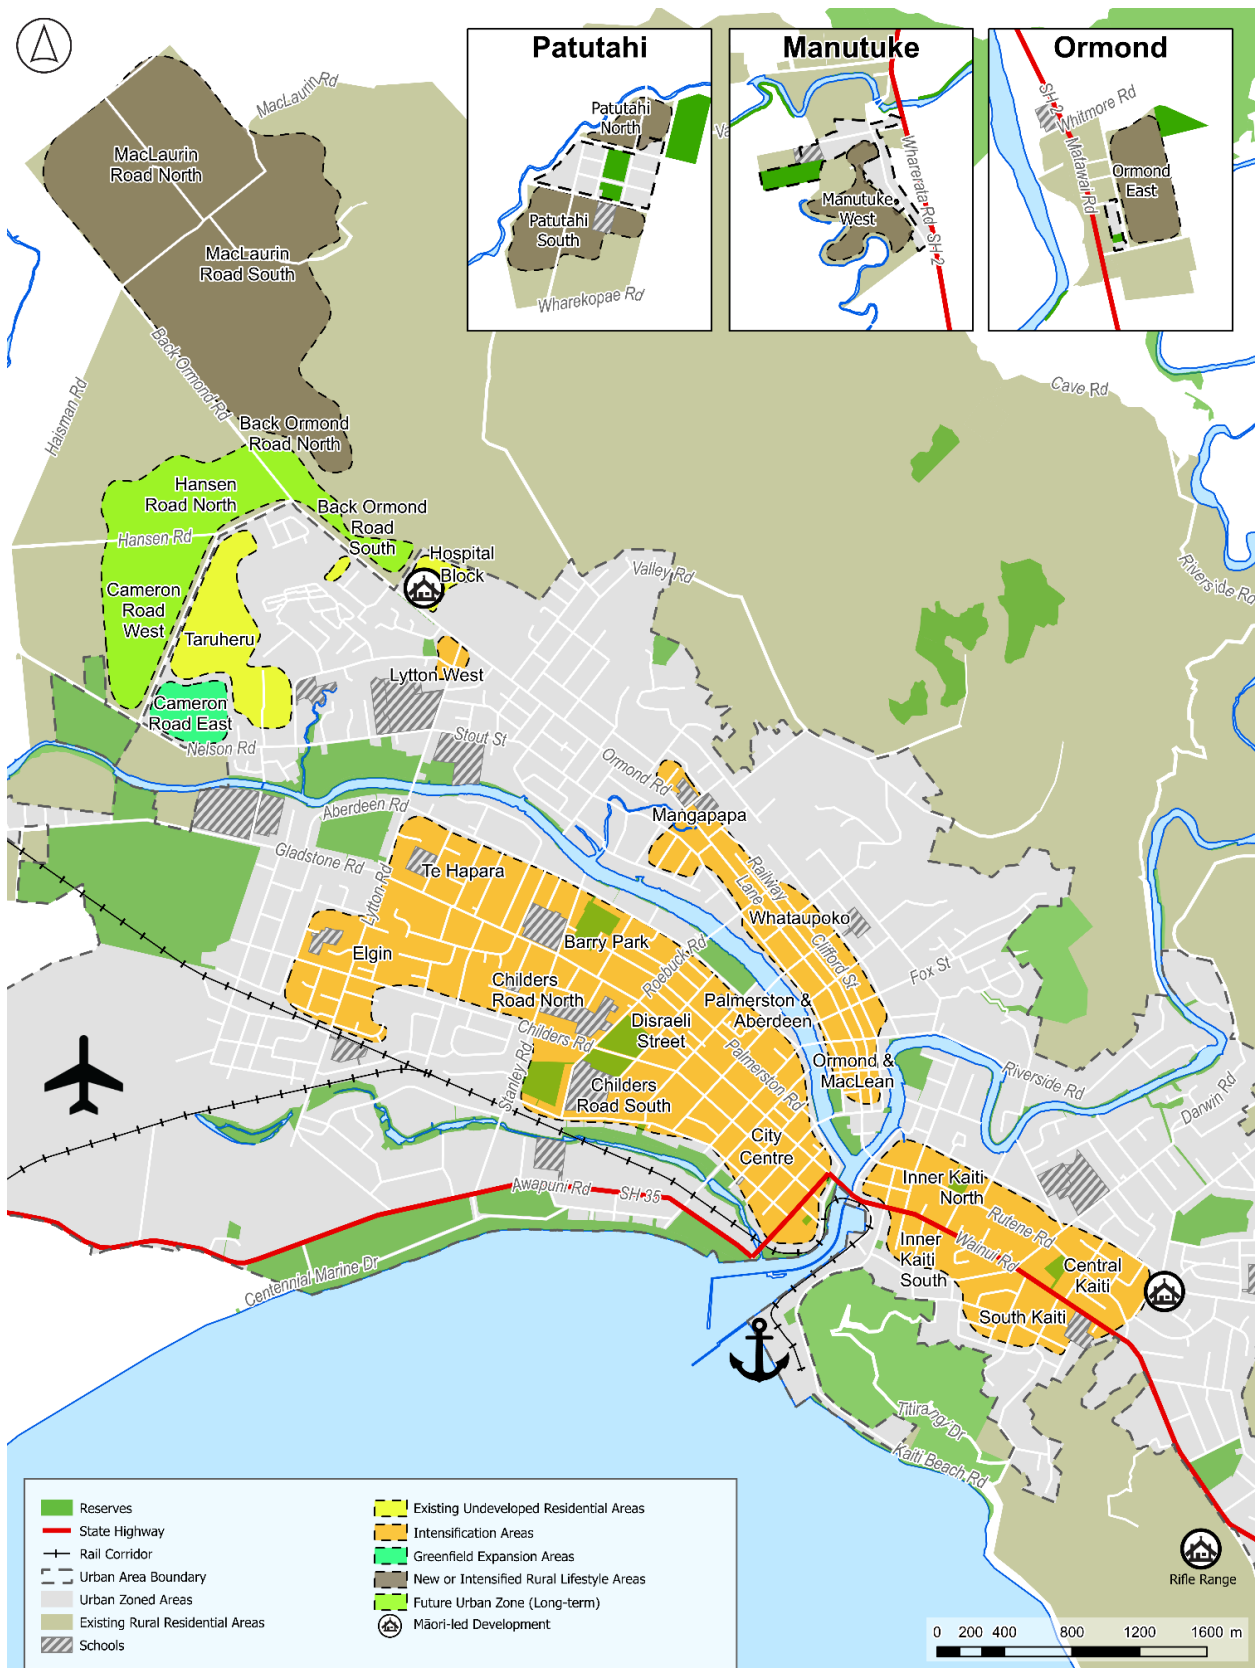 Patutahi
Manutuke
Ormond
MacLaurin Rd
MacLaurin
Road North
MacLaurin
Road South
Patutahi
North
Patutahi
South
Wharekopae Rd
Va
Manutuke
West
Wharerata Rd
SH 2
SH 2
Whitmore Rd
Matawai Rd
Ormond
East
Back Ormond Rd
Haisman Rd
Cave Rd
Back Ormond
Road North
Hansen
Road North
Back Ormond
Road
South
Hansen Rd
Hospital
Block
Valley Rd
Riverside Rd
Cameron
Road
West
Taruheru
Lytton West
Cameron
Road East
Nelson Rd
Stout St
Ormond Rd
Aberdeen Rd
Mangapapa
Gladstone Rd
Te Hapara
Railway
Lane
Lytton Rd
Whataupoko
Elgin
Barry Park
Roebuck Rd
Clifford St
Fox St
Childers
Road North
Palmerston &
Aberdeen
Disraeli
Street
Childers Rd
Stanley Rd
Palmerston Rd
Ormond &
MacLean
Riverside Rd
Childers
Road South
Darwin Rd
City
Centre
Awapuni Rd
SH 35
Inner Kaiti
North
Rutene Rd
Wainui Rd
Inner
Kaiti
South
Central
Kaiti
Centennial Marine Dr
South Kaiti
Titirangi Dr
Kaiti Beach Rd
Rifle Range
Reserves
State Highway
Rail Corridor
Urban Area Boundary
Urban Zoned Areas
Existing Rural Residential Areas
Schools
Existing Undeveloped Residential Areas
Intensification Areas
Greenfield Expansion Areas
New or Intensified Rural Lifestyle Areas
Future Urban Zone (Long-term)
Māori-led Development
0 200 400 800 1200 1600 m